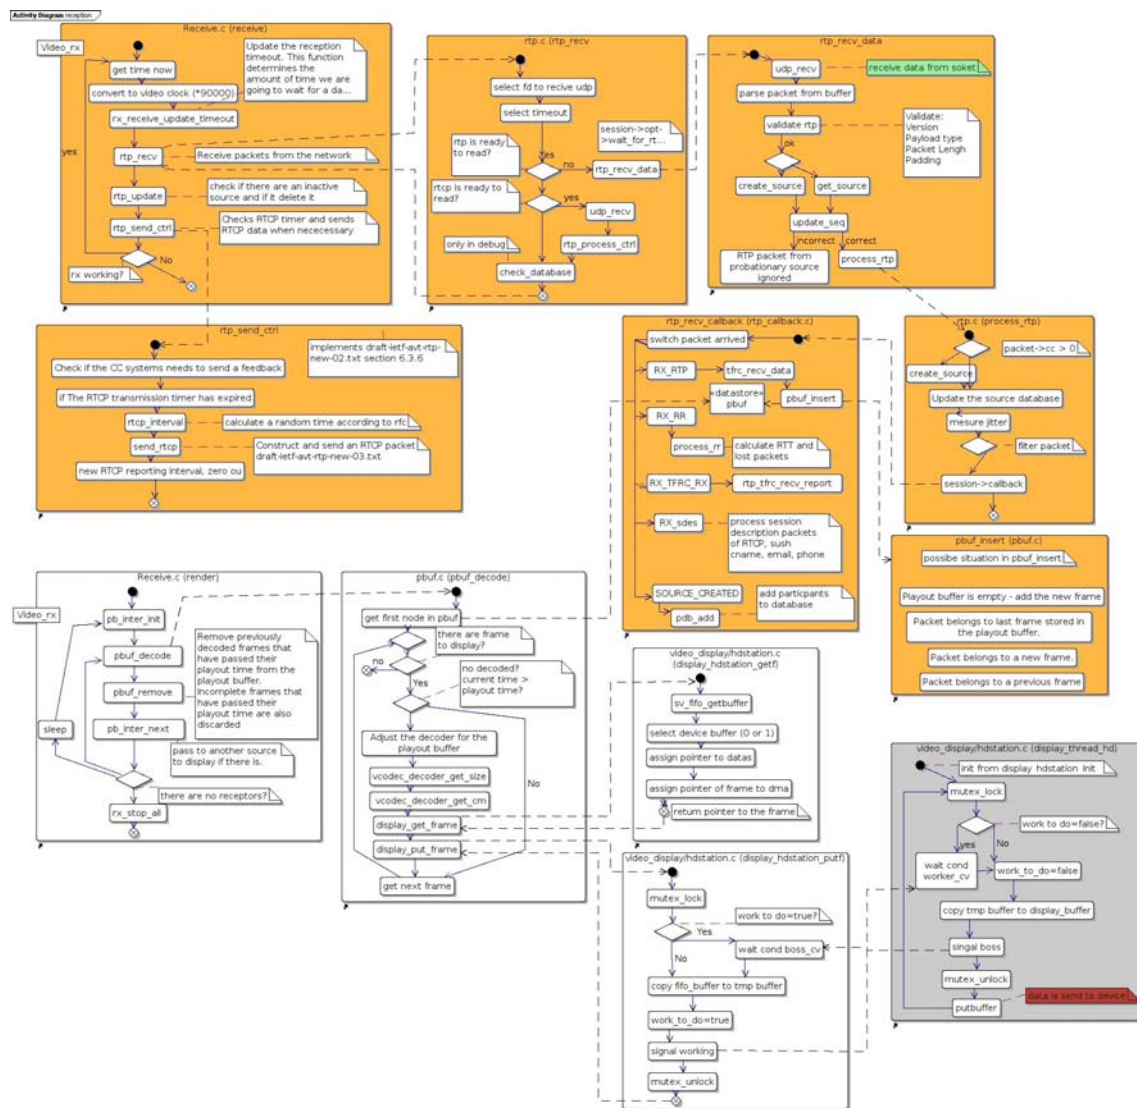 Activity Diagram reception
Receive.c (receive)
Video_rx
get time now
convert to video clock (*90000)
rx_receive_update_timeout
Update the reception
timeout. This function
determines the
amount of time we are
going to wait for a da...
yes
rtp_recv
Receive packets from the network
rtp_update
check if there are an inactive
source and if it delete it
rtp_send_ctrl
Checks RTCP timer and sends
RTCP data when nececessary
No
rx working?
rtp.c (rtp_recv
select fd to recive udp
select timeout
rtp is ready
to read?
session->opt-
>wait_for_rt...
yes
no
rtp_recv_data
rtcp is ready to
read?
yes
udp_recv
rtp_process_ctrl
only in debug
check_database
rtp_recv_data
udp_recv
receive data from soket
parse packet from buffer
validate rtp
Validate:
Version
Payload type
Packet Lengh
Padding
ok
create_source
get_source
update_seq
incorrect
correct
RTP packet from
probationary source
ignored
process_rtp
rtp_send_ctrl
implements draft-ietf-avt-rtp-
new-02.txt section 6.3.6
Check if the CC systems needs to send a feedback
if The RTCP transmission timer has expired
rtcp_interval
calculate a random time according to rfc
send_rtcp
Construct and send an RTCP packet
draft-ietf-avt-rtp-new-03.txt
new RTCP reporting interval, zero ou
rtp_recv_callback (rtp_callback.c)
switch packet arrived
RX_RTP
tfrc_recv_data
«datastore»
pbuf
pbuf_insert
RX_RR
process_rr
calculate RTT and
lost packets
RX_TFRC_RX
rtp_tfrc_recv_report
RX_sdes
process session
description packets
of RTCP, sush
cname, email, phone
SOURCE_CREATED
pdb_add
add particpants
to database
rtp.c (process_rtp)
packet->cc > 0
create_source
Update the source database
mesure jitter
filter packet
session->callback
pbuf_insert (pbuf.c)
possibe situation in pbuf_insert
Playout buffer is empty - add the new frame
Packet belongs to last frame stored in
the playout buffer.
Packet belongs to a new frame.
Packet belongs to a previous frame
Receive.c (render)
Video_rx
pb_inter_init
pbuf_decode
pbuf_remove
pb_inter_next
sleep
Remove previously
decoded frames that
have passed their
playout time from the
playout buffer.
Incomplete frames that
have passed their
playout time are also
discarded
pass to another source
to display if there is.
there are no receptors?
rx_stop_all
pbuf.c (pbuf_decode)
get first node in pbuf
there are frame
to display?
no
Yes
no decoded?
current time >
playout time?
Adjust the decoder for the
playout buffer
vcodec_decoder_get_size
vcodec_decoder_get_cm
No
display_get_frame
display_put_frame
get next frame
video_display/hdstation.c
(display_hdstation_getf)
sv_fifo_getbuffer
select device buffer (0 or 1)
assign pointer to datas
assign pointer of frame to dma
return pointer to the frame
video_display/hdstation.c (display_hdstation_putf)
mutex_lock
work to do=true?
Yes
No
wait cond boss_cv
copy fifo_buffer to tmp buffer
work_to_do=true
signal working
mutex_unlock
video_display/hdstation.c (display_thread_hd)
init from display hdstation init
mutex_lock
work to do=false?
yes
No
wait cond
worker_cv
work_to_do=false
copy tmp buffer to display_buffer
singal boss
mutex_unlock
putbuffer
data is send to device